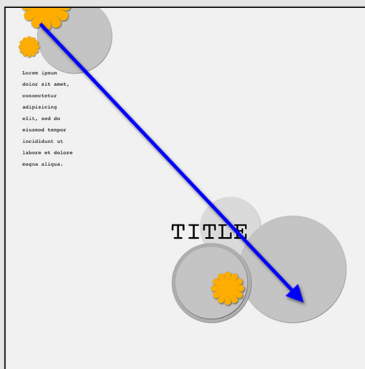 Lorem ipsum
dolor sit amet,
consectetur
adipisicing
elit, sed do
eiusmod tempor
incididunt ut
labore et dolore
magna aliqua.
TITLE